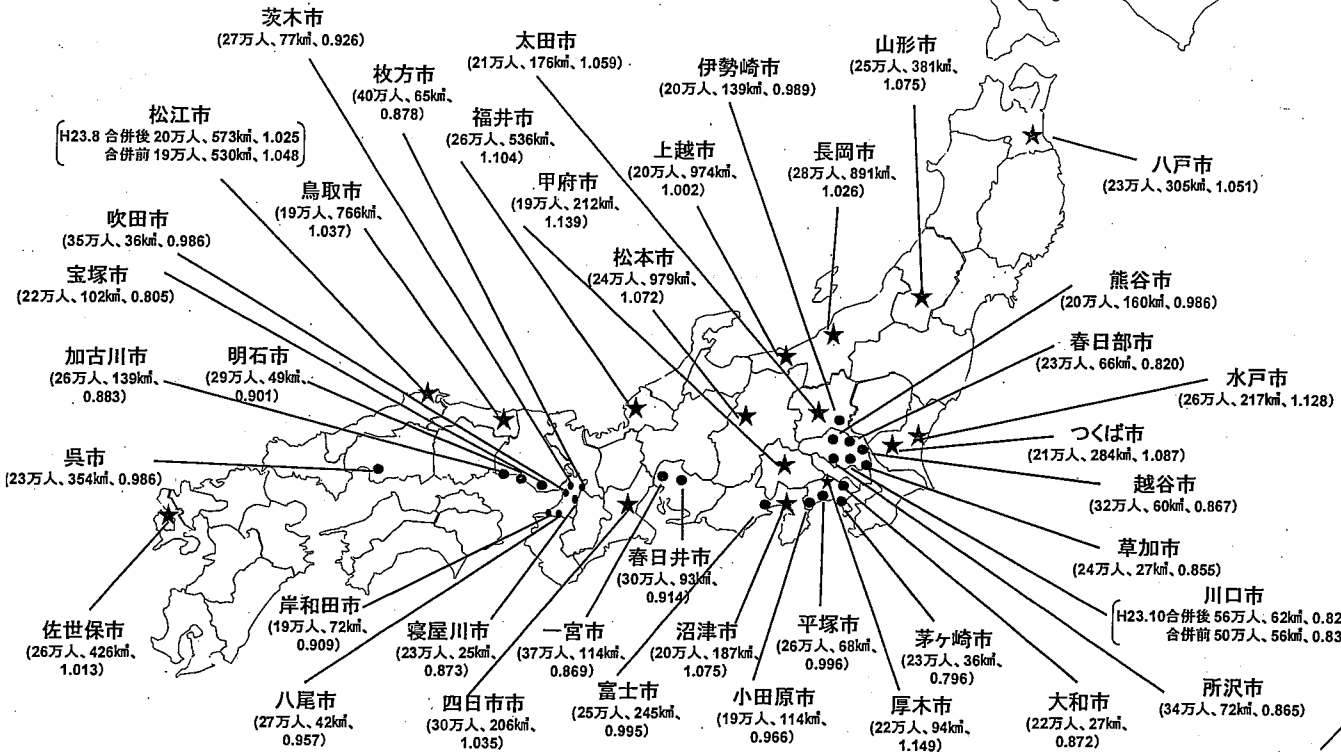 茨木市
(27万人、77k㎡、0.926)
太田市
(21万人、176k㎡、1.059)
山形市
(25万人、381k㎡、
1.075)
枚方市
(40万人、65k㎡、
0.878)
伊勢崎市
(20万人、139k㎡、0.989)
松江市
H23.8 合併後 20万人、573k㎡、1.025
合併前 19万人、530k㎡、1.048
福井市
(26万人、536k㎡、
1.104)
上越市
(20万人、974k㎡、
1.002)
長岡市
(28万人、891k㎡、
1.026)
八戸市
(23万人、305k㎡、1.051)
鳥取市
(19万人、766k㎡、
1.037)
甲府市
(19万人、212k㎡、
1.139)
吹田市
(35万人、36k㎡、0.986)
松本市
(24万人、979k㎡、
1.072)
宝塚市
(22万人、102k㎡、0.805)
熊谷市
(20万人、160k㎡、0.986)
春日部市
(23万人、66k㎡、0.820)
加古川市
(26万人、139k㎡、
0.883)
明石市
(29万人、49k㎡、
0.901)
水戸市
(26万人、217k㎡、1.128)
つくば市
(21万人、284k㎡、1.087)
呉市
(23万人、354k㎡、0.986)
越谷市
(32万人、60k㎡、0.867)
草加市
(24万人、27k㎡、0.855)
春日井市
(30万人、93k㎡、
0.914)
川口市
H23.10合併後 56万人、62k㎡、0.82
合併前 50万人、56k㎡、0.83
佐世保市
(26万人、426k㎡、
1.013)
岸和田市
(19万人、72k㎡、
0.909)
寝屋川市
(23万人、25k㎡、
0.873)
一宮市
(37万人、114k㎡、
0.869)
沼津市
(20万人、187k㎡、
1.075)
平塚市
(26万人、68k㎡、
0.996)
茅ヶ崎市
(23万人、36k㎡、
0.796)
八尾市
(27万人、42k㎡、
0.957)
四日市市
(30万人、206k㎡、
1.035)
富士市
(25万人、245k㎡、
0.995)
小田原市
(19万人、114k㎡、
0.966)
厚木市
(22万人、94k㎡、
1.149)
大和市
(22万人、27k㎡、
0.872)
所沢市
(34万人、72k㎡、0.865)